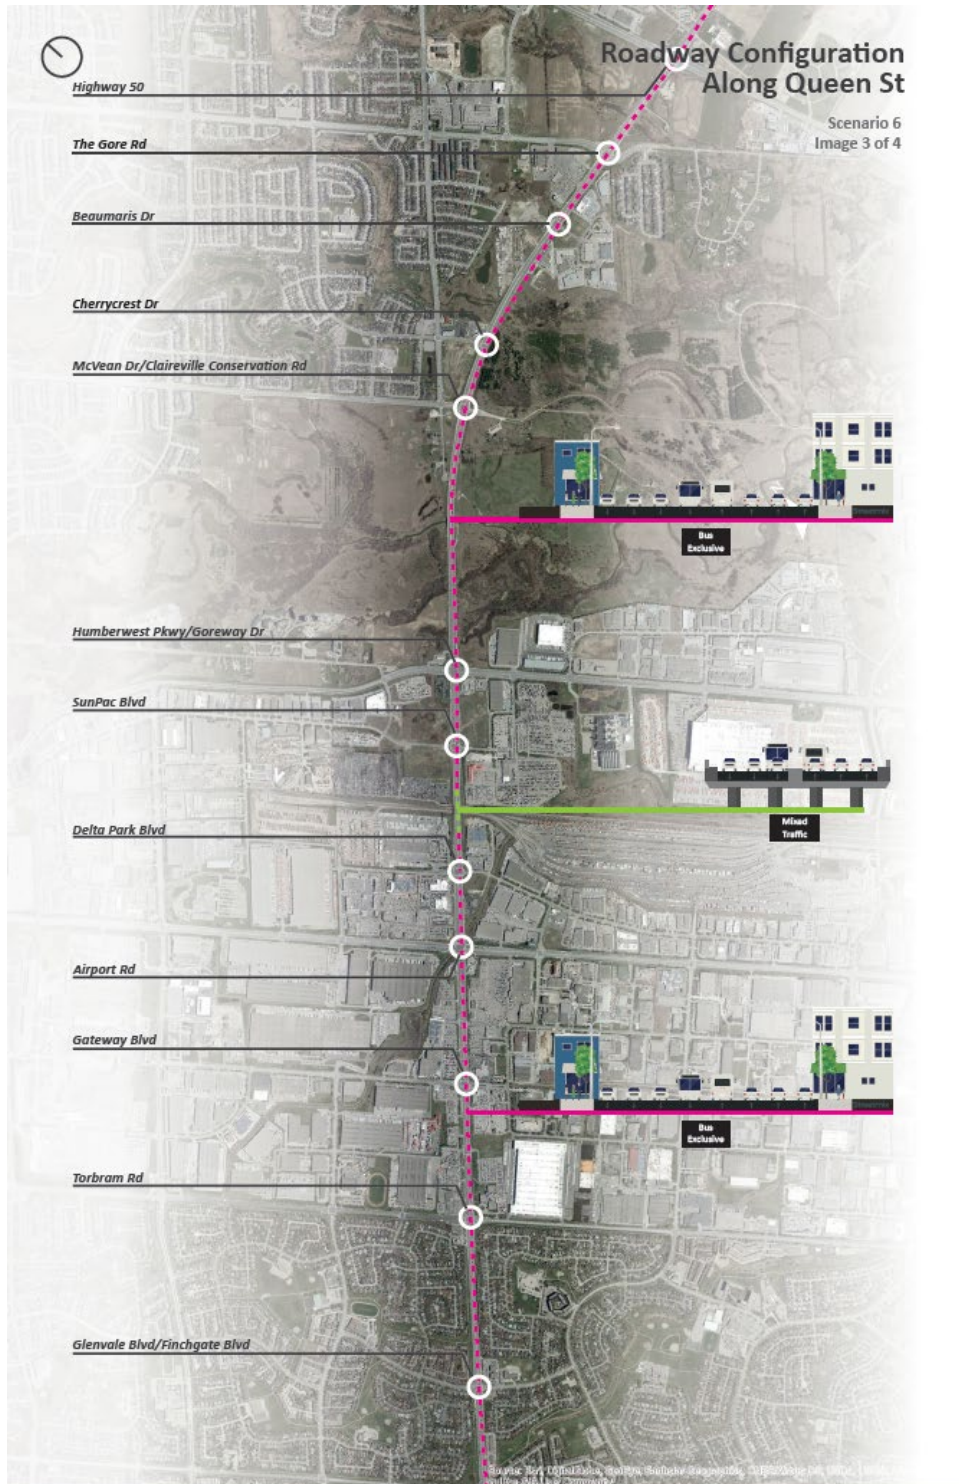 Roadway Configuration
Along Queen St
Scenario 6
Image 3 of 4
Highway 50
The Gore Rd
Beaumaris Dr
Cherrycrest Dr
McVean Dr/Claireville Conservation Rd
Bus
Exclusive
Humberwest Pkwy/Goreway Dr
SunPac Blvd
Mixed
Traffic
Delta Park Blvd
Airport Rd
Gateway Blvd
Bus
Exclusive
Torbram Rd
Glenvale Blvd/Finchgate Blvd